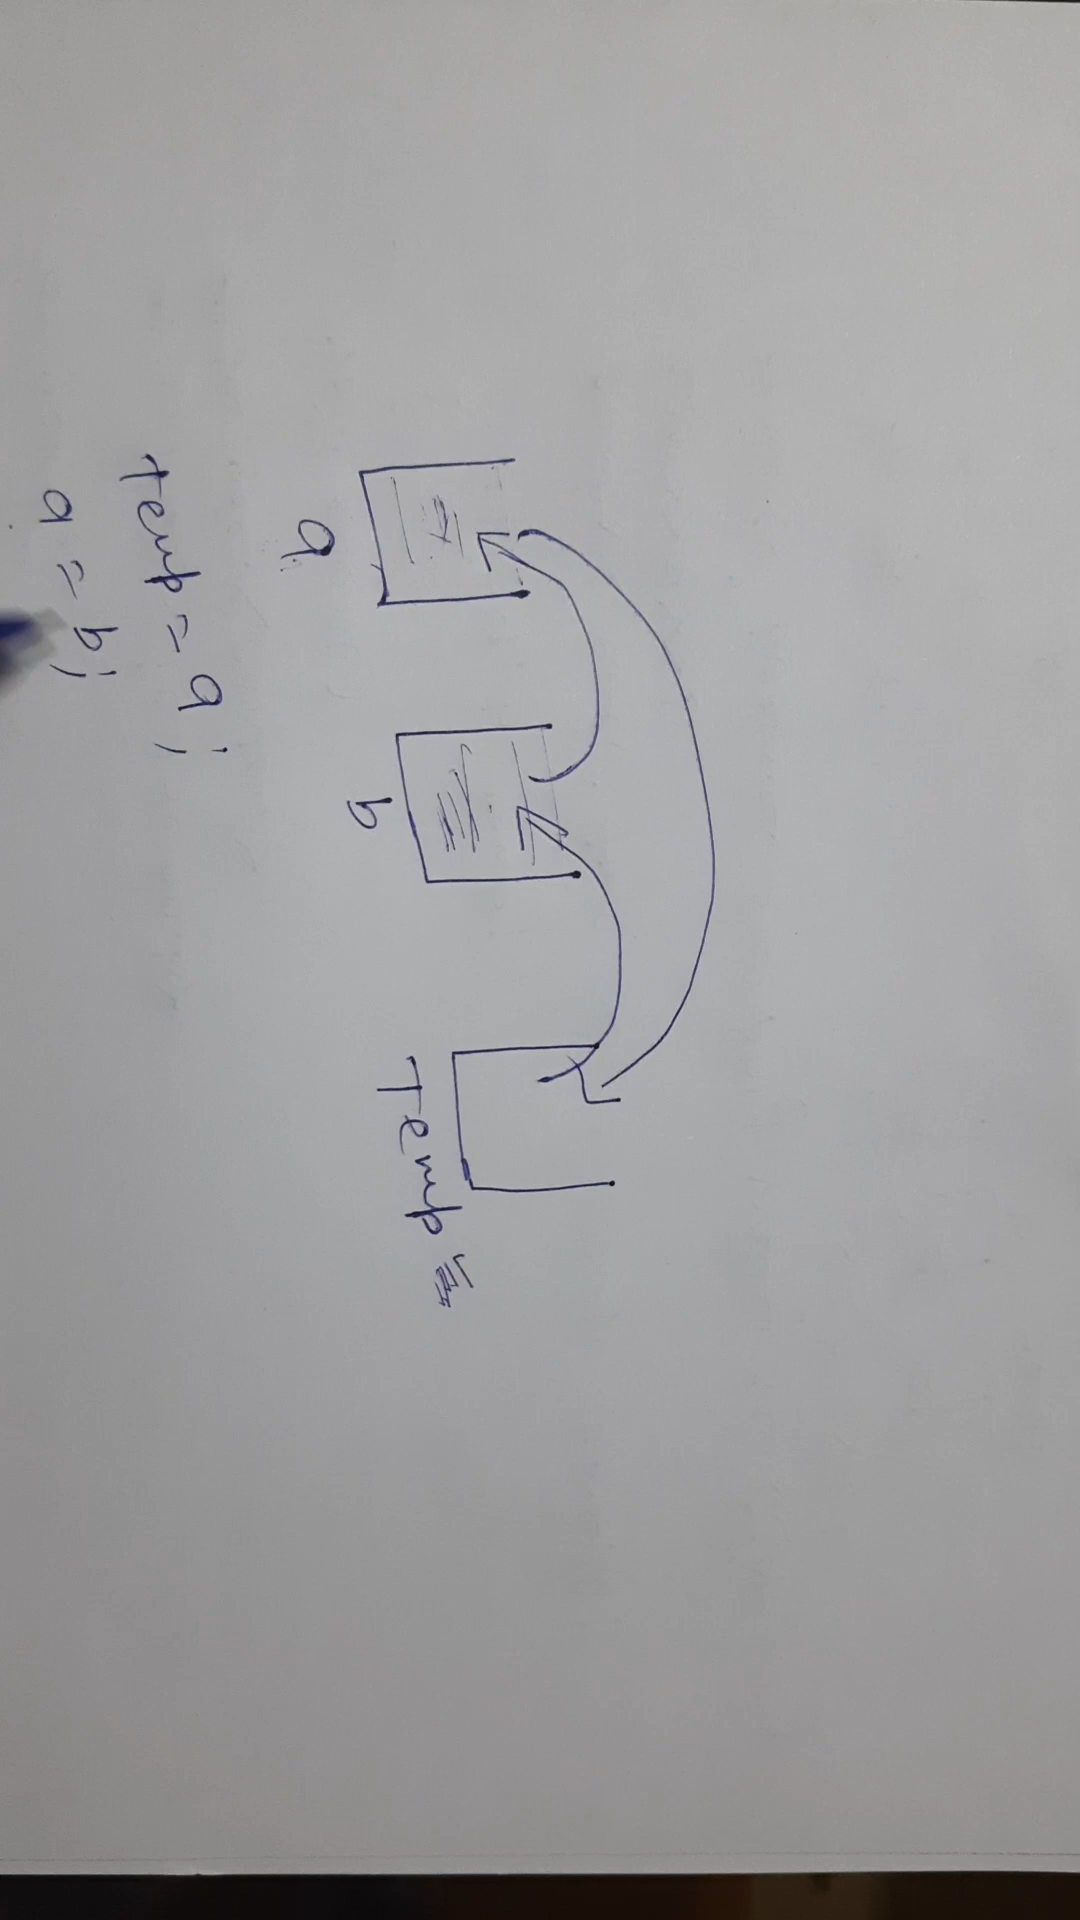 a
b
Temp
temp = a;
a = b;